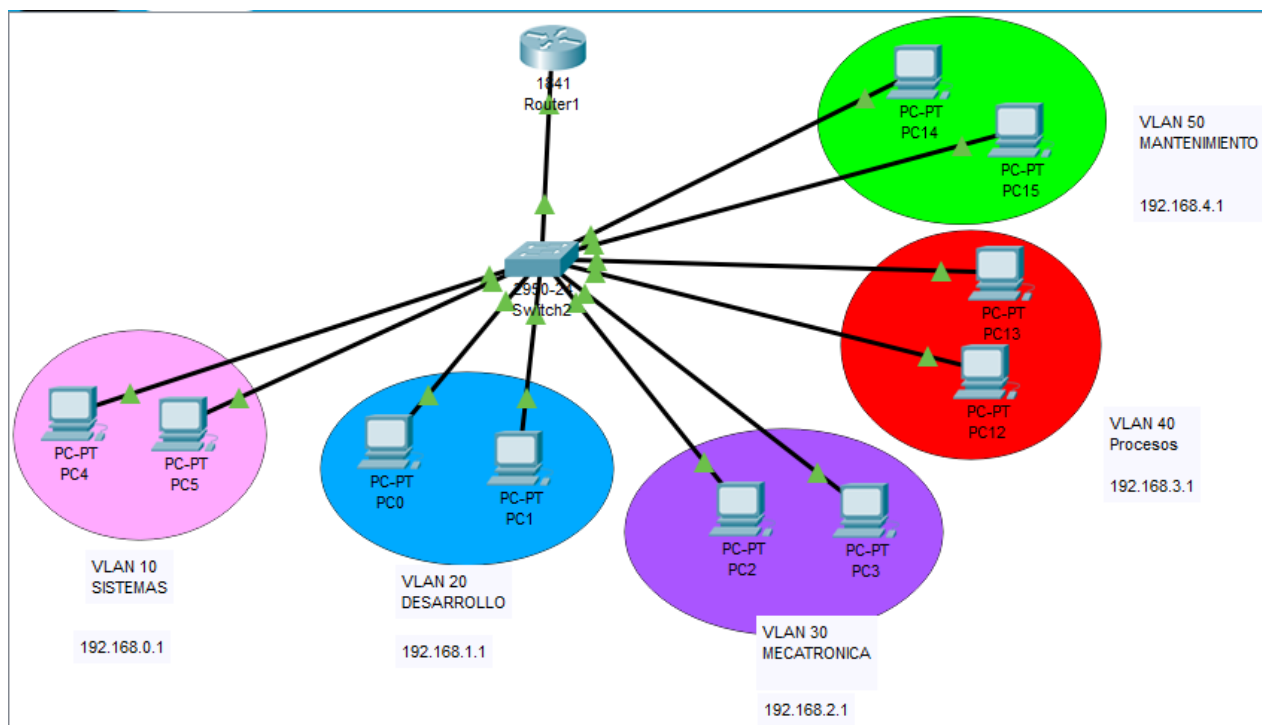 1841
Router1
PC-PT
PC14
PC-PT
PC15
VLAN 50
MANTENIMIENTO
192.168.4.1
2950-24
Switch2
PC-PT
PC13
PC-PT
PC12
VLAN 40
Procesos
192.168.3.1
PC-PT
PC4
PC-PT
PC5
VLAN 10
SISTEMAS
192.168.0.1
PC-PT
PC0
PC-PT
PC1
VLAN 20
DESARROLLO
192.168.1.1
PC-PT
PC2
PC-PT
PC3
VLAN 30
MECATRONICA
192.168.2.1